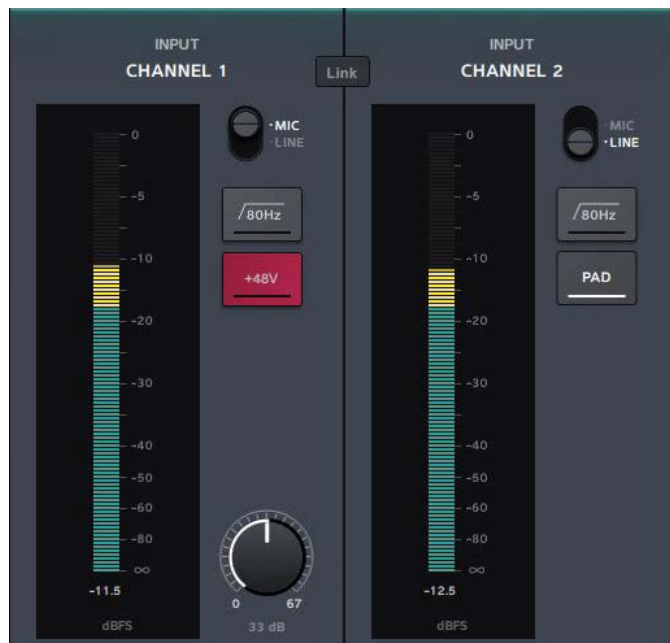 INPUT
CHANNEL 1
Link
INPUT
CHANNEL 2
MIC
LINE
0
-5
-10
-20
-30
-40
-50
-60
-80
∞
-11.5
dBFS
80Hz
+48V
0
67
33 dB
MIC
LINE
0
-5
-10
-20
-30
-40
-50
-60
-80
∞
-12.5
dBFS
80Hz
PAD